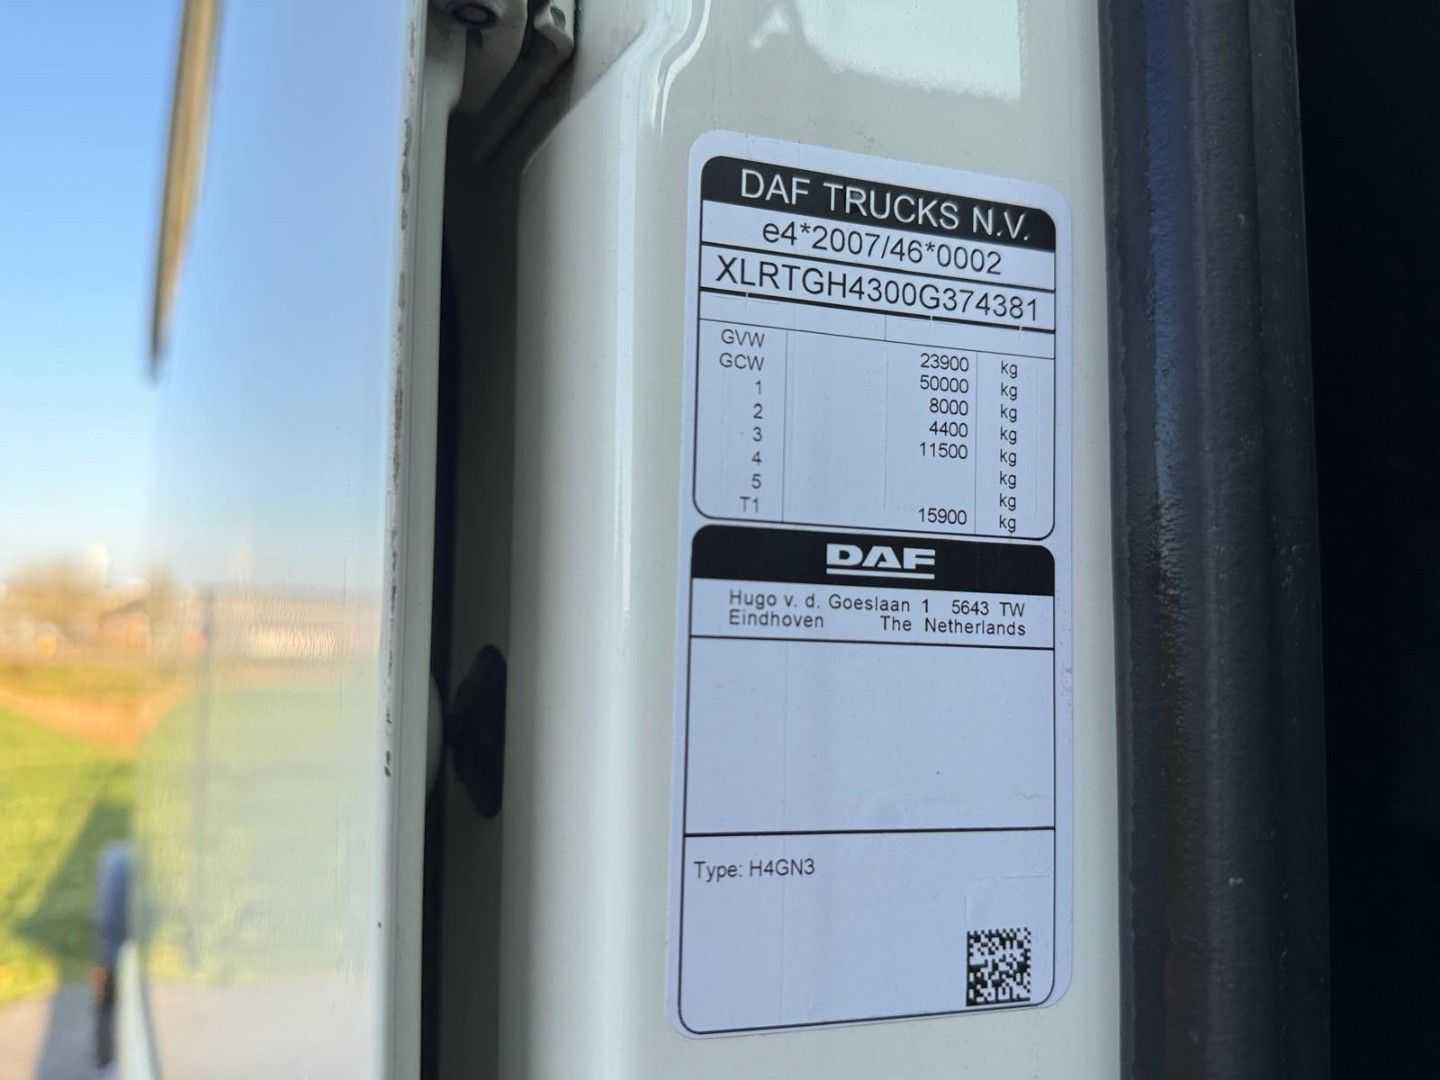 DAF TRUCKS N.V.
e4*2007/46*0002
XLRTGH4300G374381
GVW 23900 kg
GCW 50000 kg
1 8000 kg
2 4400 kg
3 11500 kg
4 kg
5 kg
T1 15900 kg
DAF
Hugo v. d. Goeslaan 1 5643 TW
Eindhoven The Netherlands
Type: H4GN3